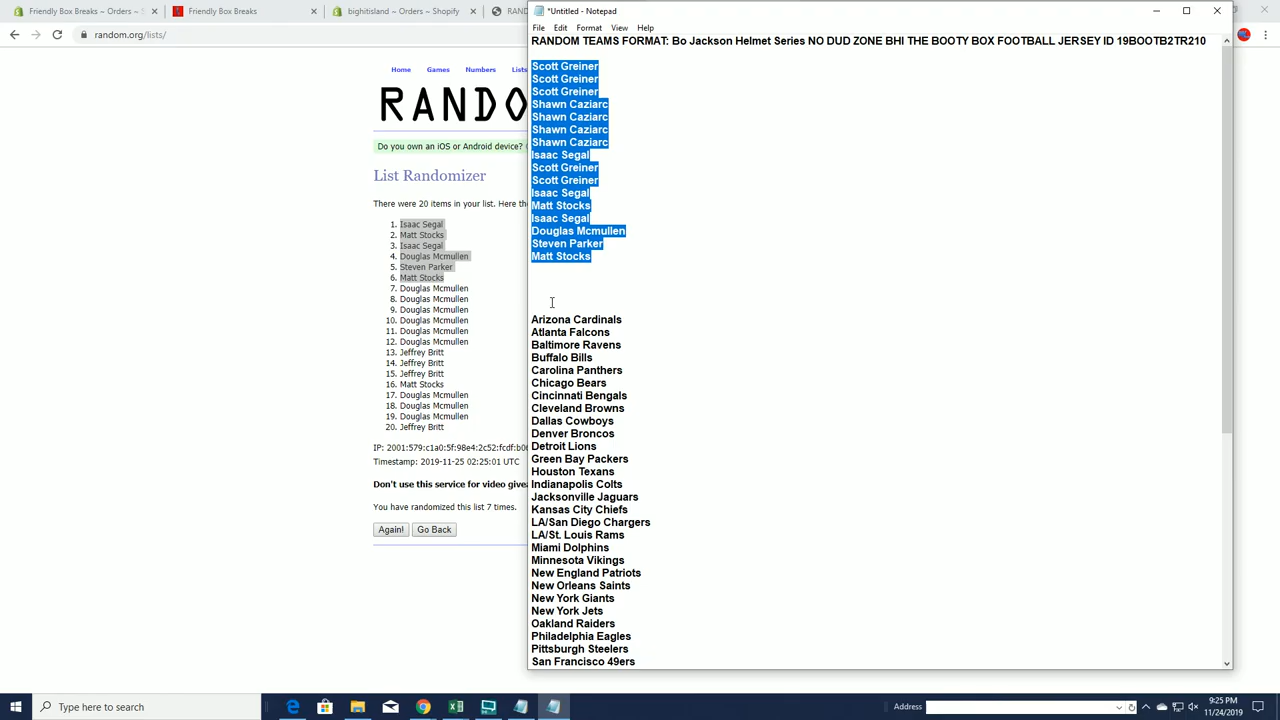 Friendly Box Breaks ~ Orders ~ S
Friendly Box Breaks
bighitisland ~ Orders ~ Shopify
RAND
random.org/lists/
Home Games Numbers Lists
RANDO
Do you own an iOS or Android device?
List Randomizer
There were 20 items in your list. Here the
1. Isaac Segal
2. Matt Stocks
3. Isaac Segal
4. Douglas Mcmullen
5. Steven Parker
6. Matt Stocks
7. Douglas Mcmullen
8. Douglas Mcmullen
9. Douglas Mcmullen
10. Douglas Mcmullen
11. Douglas Mcmullen
12. Douglas Mcmullen
13. Jeffrey Britt
14. Jeffrey Britt
15. Jeffrey Britt
16. Matt Stocks
17. Douglas Mcmullen
18. Douglas Mcmullen
19. Douglas Mcmullen
20. Jeffrey Britt
IP: 2001:579:c1a0:5f:98e4:2c52:fcdf:b0
Timestamp: 2019-11-25 02:25:01 UTC
Don't use this service for video give
You have randomized this list 7 times.
Again! Go Back
*Untitled - Notepad
File Edit Format View Help
RANDOM TEAMS FORMAT: Bo Jackson Helmet Series NO DUD ZONE BHI THE BOOTY BOX FOOTBALL JERSEY ID 19BOOTB2TR210
Scott Greiner
Scott Greiner
Scott Greiner
Shawn Caziarc
Shawn Caziarc
Shawn Caziarc
Shawn Caziarc
Isaac Segal
Scott Greiner
Scott Greiner
Isaac Segal
Matt Stocks
Isaac Segal
Douglas Mcmullen
Steven Parker
Matt Stocks
Arizona Cardinals
Atlanta Falcons
Baltimore Ravens
Buffalo Bills
Carolina Panthers
Chicago Bears
Cincinnati Bengals
Cleveland Browns
Dallas Cowboys
Denver Broncos
Detroit Lions
Green Bay Packers
Houston Texans
Indianapolis Colts
Jacksonville Jaguars
Kansas City Chiefs
LA/San Diego Chargers
LA/St. Louis Rams
Miami Dolphins
Minnesota Vikings
New England Patriots
New Orleans Saints
New York Giants
New York Jets
Oakland Raiders
Philadelphia Eagles
Pittsburgh Steelers
San Francisco 49ers
Type here to search
Address
9:25 PM
11/24/2019